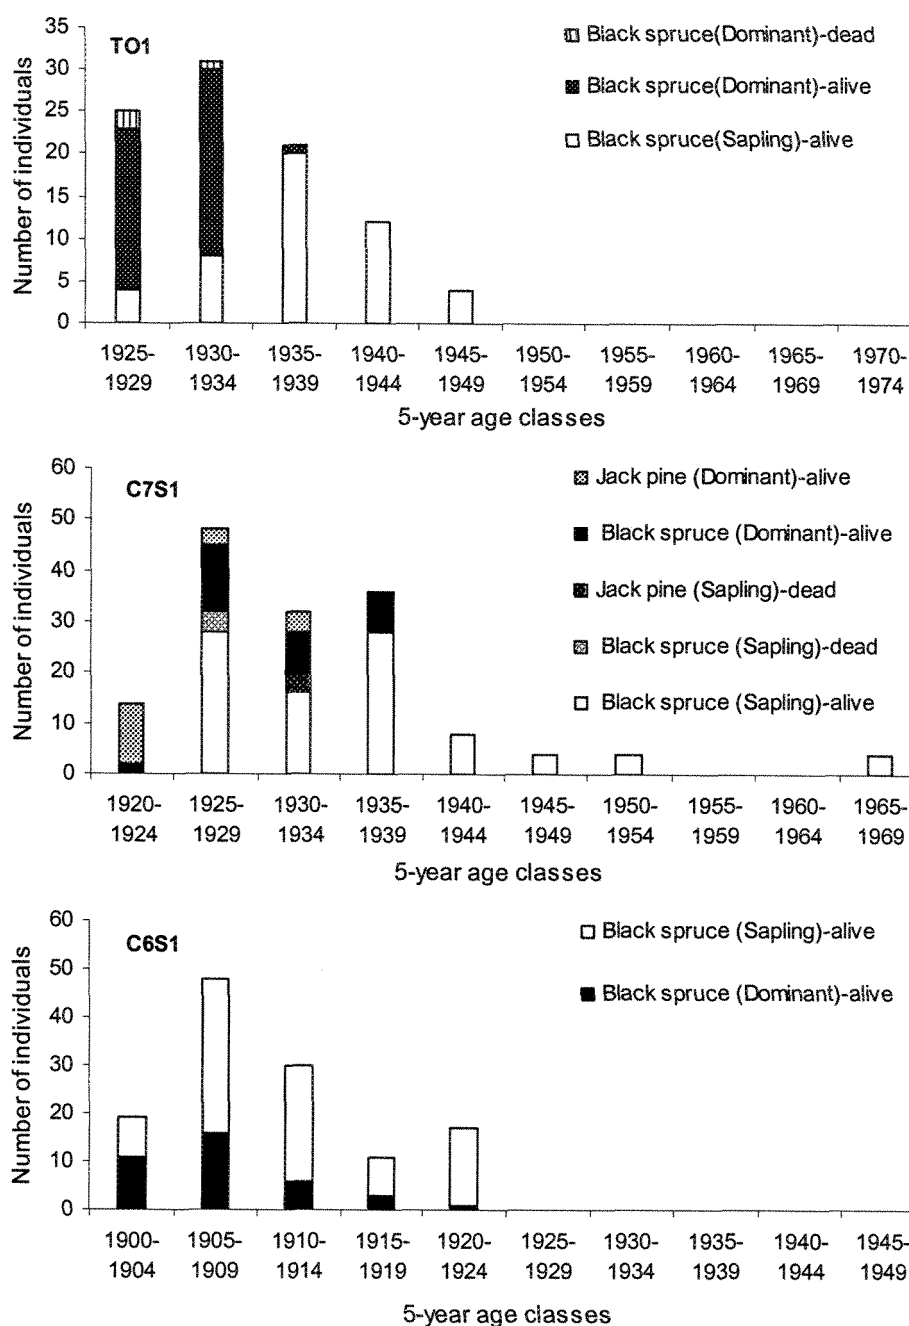 TO1
Number of individuals
35
30
25
20
15
10
5
0
Black spruce(Dominant)-dead
Black spruce(Dominant)-alive
Black spruce(Sapling)-alive
1925- 1930- 1935- 1940- 1945- 1950- 1955- 1960- 1965- 1970-
1929 1934 1939 1944 1949 1954 1959 1964 1969 1974
5-year age classes
C7S1
Number of individuals
60
50
40
30
20
10
0
Jack pine (Dominant)-alive
Black spruce (Dominant)-alive
Jack pine (Sapling)-dead
Black spruce (Sapling)-dead
Black spruce (Sapling)-alive
1920- 1925- 1930- 1935- 1940- 1945- 1950- 1955- 1960- 1965-
1924 1929 1934 1939 1944 1949 1954 1959 1964 1969
5-year age classes
C6S1
Number of individuals
60
50
40
30
20
10
0
Black spruce (Sapling)-alive
Black spruce (Dominant)-alive
1900- 1905- 1910- 1915- 1920- 1925- 1930- 1935- 1940- 1945-
1904 1909 1914 1919 1924 1929 1934 1939 1944 1949
5-year age classes